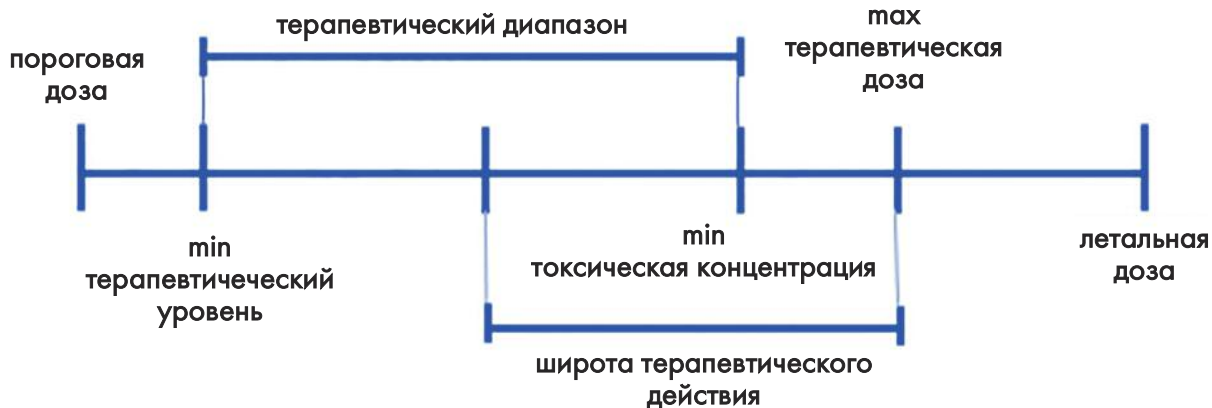 терапевтический диапазон
max
терапевтическая
доза
пороговая
доза
min
терапевтичеческий
уровень
min
токсическая концентрация
летальная
доза
широта терапевтического
действия